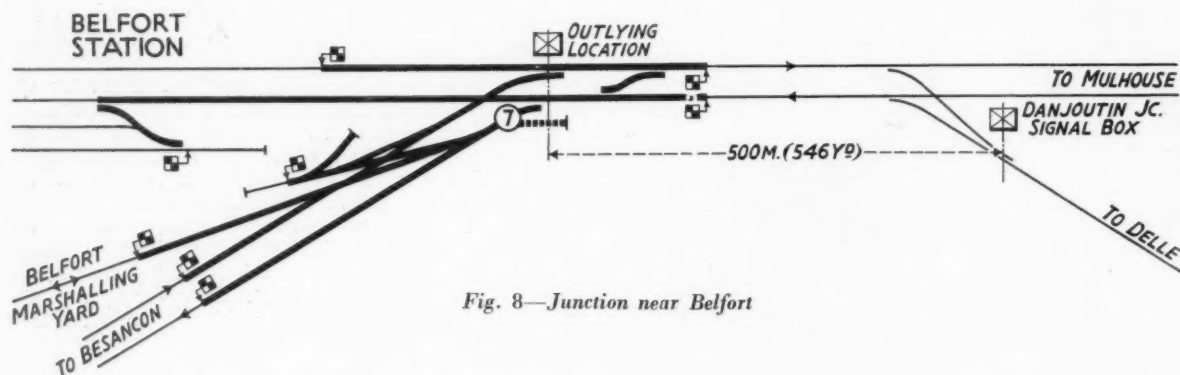 BELFORT
STATION
OUTLYING
LOCATION
TO MULHOUSE
DANJOUTIN JC.
SIGNAL BOX
7
500M. (546YD)
TO DELLE
BELFORT
MARSHALLING
YARD
TO BESANCON
Fig. 8—Junction near Belfort